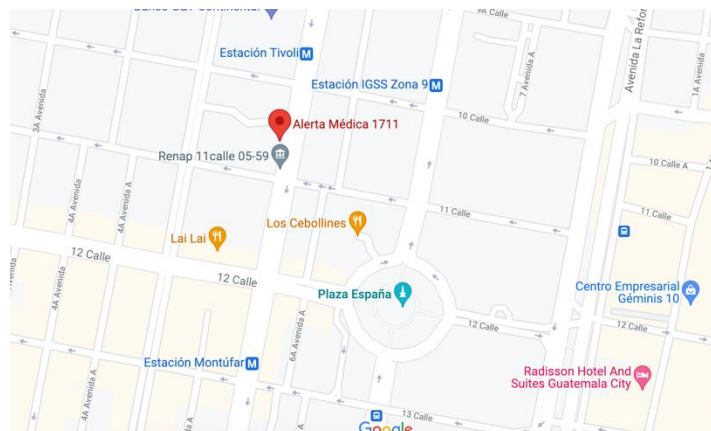 Estación Tivoli M
9A Calle
Avenida La Refor
Estación IGSS Zona 9 M
7 Avenida A
1A Avenida
3A Avenida
Alerta Médica 1711
10 Calle
Renap 11calle 05-59
10 Calle A
4A Avenida
4A Avenida A
11 Calle
11 Calle
Lai Lai
Los Cebollines
12 Calle
12 Calle
Plaza España
Centro Empresarial
Géminis 10
4A Avenida
12 Calle
12 Calle
6A Avenida A
Estación Montúfar M
Radisson Hotel And
Suites Guatemala City
4A Avenida A
13 Calle
Google